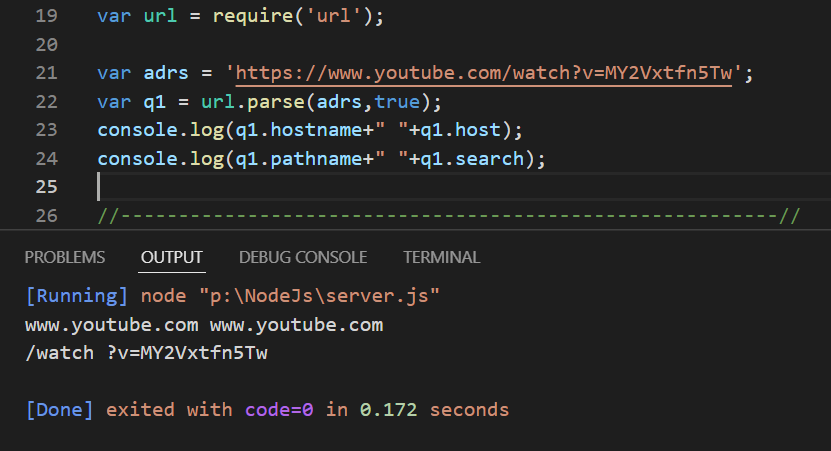 19 var url = require('url');
20
21 var adrs = 'https://www.youtube.com/watch?v=MY2Vxtfn5Tw';
22 var q1 = url.parse(adrs,true);
23 console.log(q1.hostname+" "+q1.host);
24 console.log(q1.pathname+" "+q1.search);
25
26 //----------------------------------------------------------//
PROBLEMS OUTPUT DEBUG CONSOLE TERMINAL
[Running] node "p:\NodeJs\server.js"
www.youtube.com www.youtube.com
/watch ?v=MY2Vxtfn5Tw
[Done] exited with code=0 in 0.172 seconds